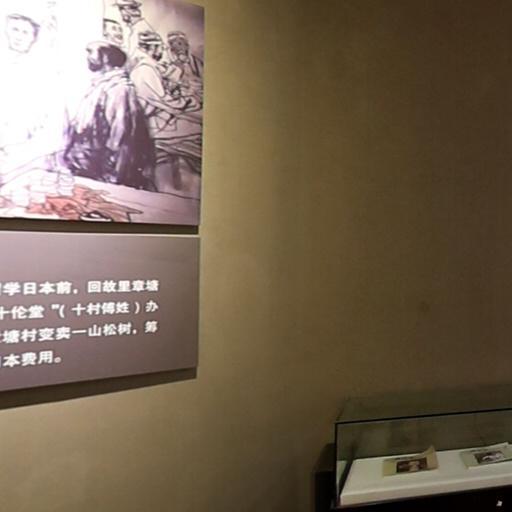 学日本前，回故里章塘
十伦堂"（十村傅姓）办
塘村变卖一山松树，筹
本费用。